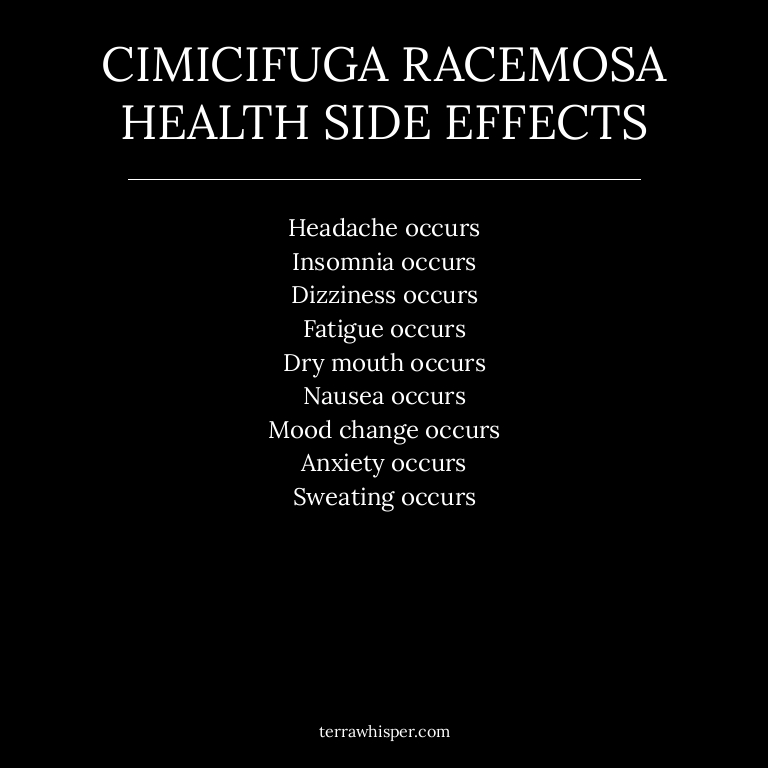 CIMICIFUGA RACEMOSA
HEALTH SIDE EFFECTS
Headache occurs
Insomnia occurs
Dizziness occurs
Fatigue occurs
Dry mouth occurs
Nausea occurs
Mood change occurs
Anxiety occurs
Sweating occurs
terrawhisper.com